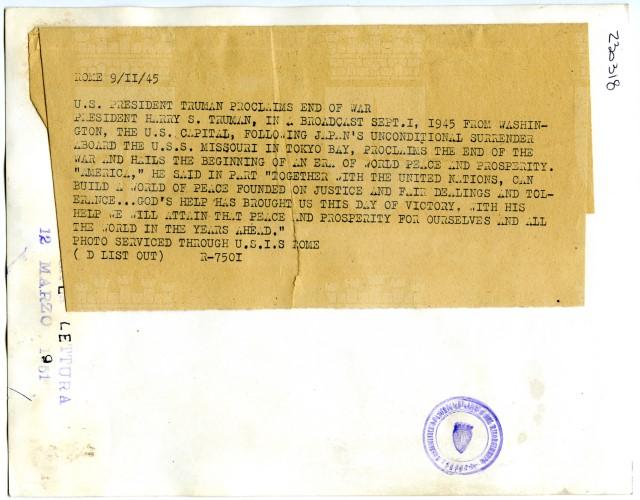 2303318
ROME 9/II/45
U.S. PRESIDENT TRUMAN PROCLAIMS END OF WAR
PRESIDENT HARRY S. TRUMAN, IN A BROADCAST SEPT.I, 1945 FROM WASHIN-
GTON, THE U.S. CAPITAL, FOLLOWING JAPAN'S UNCONDITIONAL SURRENDER
ABOARD THE U.S.S. MISSOURI IN TOKYO BAY, PROCLAIMS THE END OF THE
WAR AND HAILS THE BEGINNING OF AN ERA OF WORLD PEACE AND PROSPERITY.
"AMERICA," HE SAID IN PART "TOGETHER WITH THE UNITED NATIONS, CAN
BUILD A WORLD OF PEACE FOUNDED ON JUSTICE AND FAIR DEALINGS AND TOL-
ERANCE...GOD'S HELP HAS BROUGHT US THIS DAY OF VICTORY. WITH HIS
HELP WE WILL ATTAIN THAT PEACE AND PROSPERITY FOR OURSELVES AND ALL
THE WORLD IN THE YEARS AHEAD."
PHOTO SERVICED THROUGH U.S.I.S ROME
( D LIST OUT) R-750I
LETTURA
12 MARZO